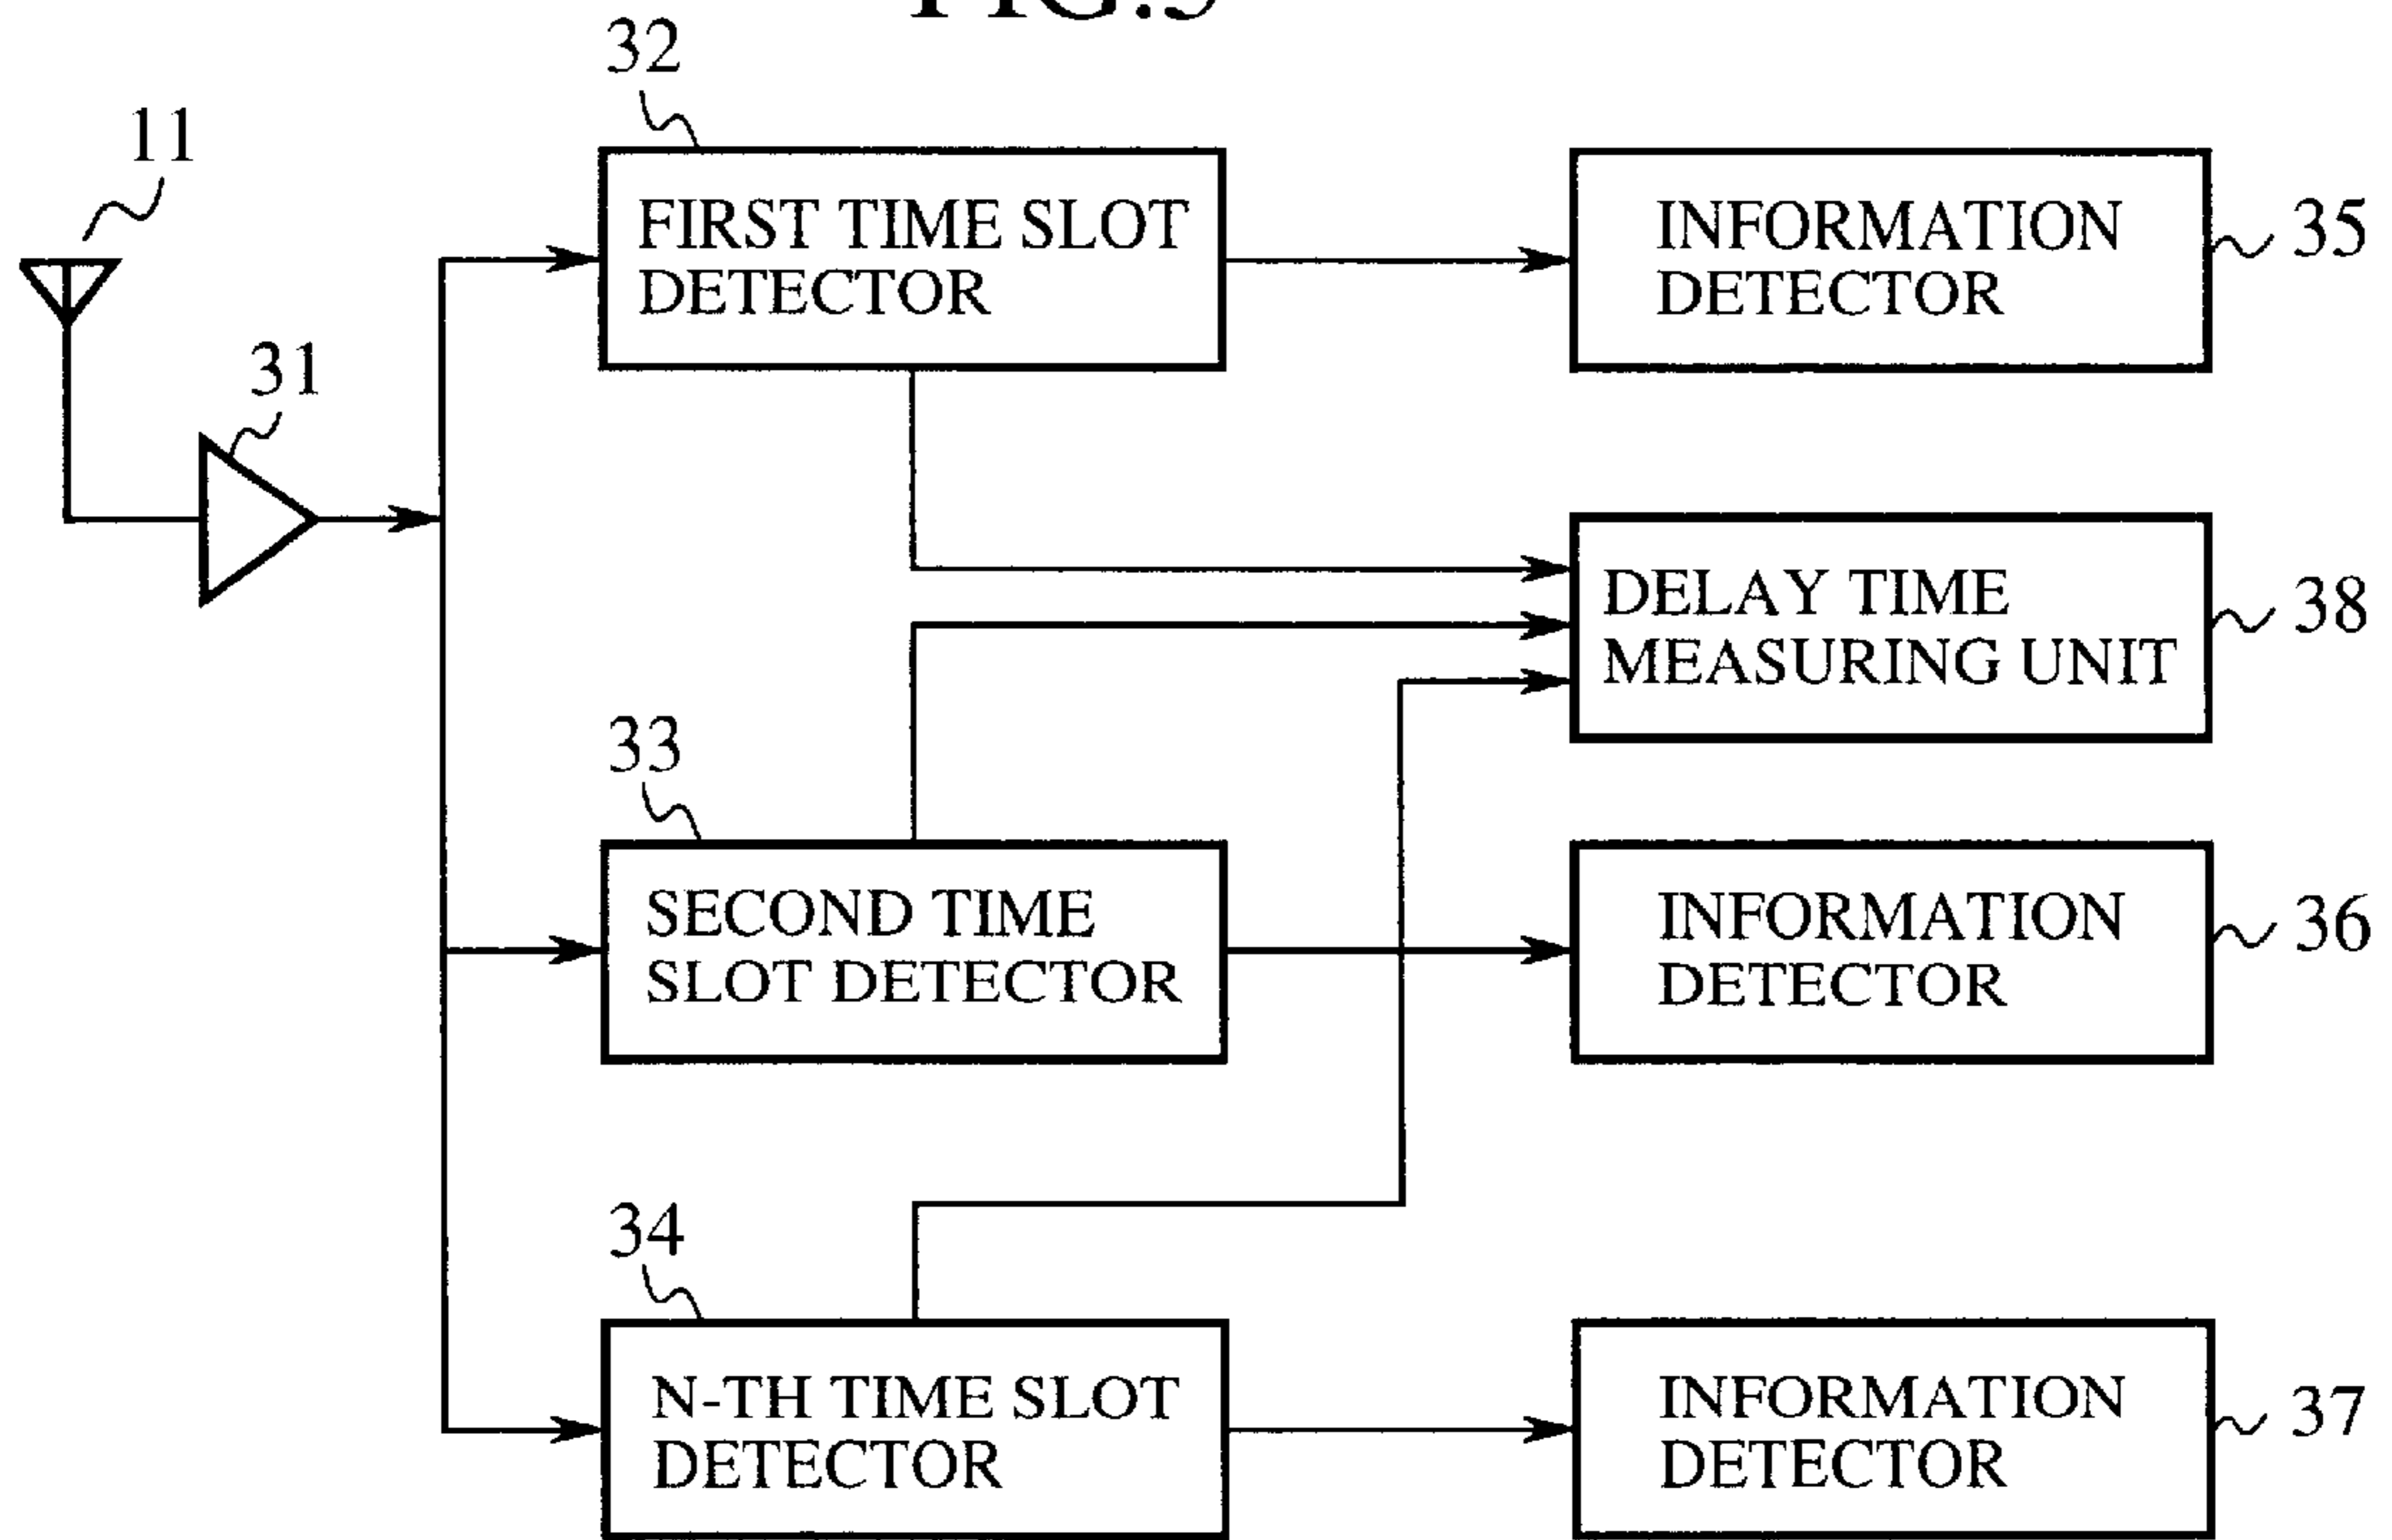 32
11
FIRST TIME SLOT
DETECTOR
INFORMATION
DETECTOR
35
31
DELAY TIME
MEASURING UNIT
38
33
SECOND TIME
SLOT DETECTOR
INFORMATION
DETECTOR
36
34
N-TH TIME SLOT
DETECTOR
INFORMATION
DETECTOR
37